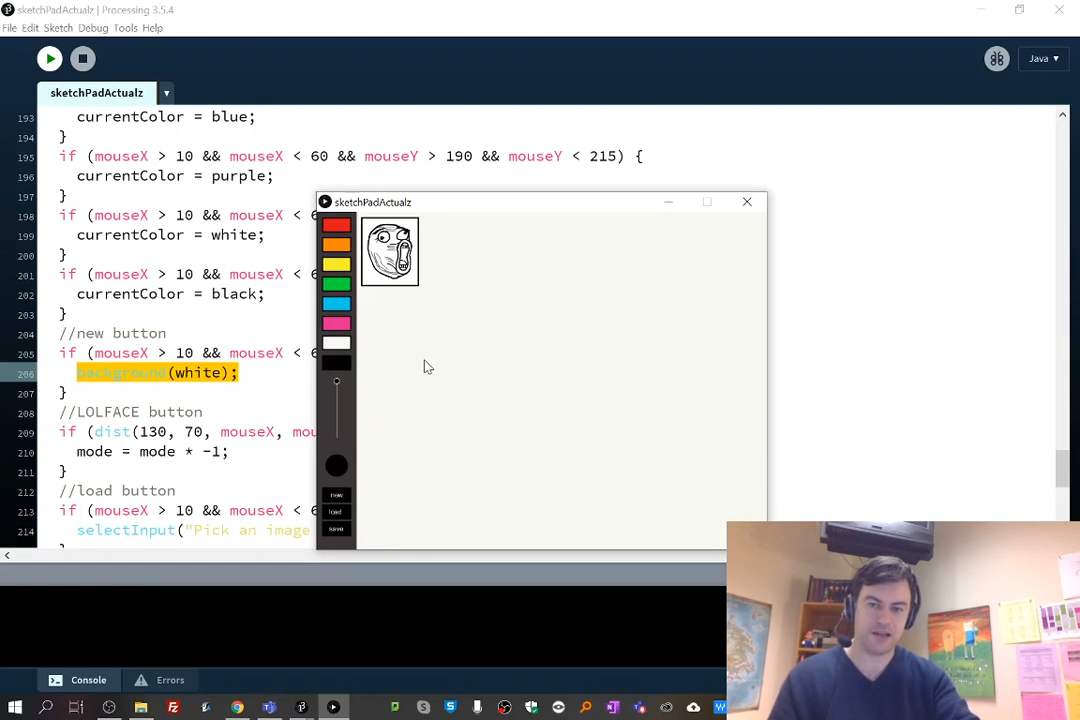 sketchPadActualz | Processing 3.5.4
File Edit Sketch Debug Tools Help
Java ▾
sketchPadActualz
193 currentColor = blue;
194 }
195 if (mouseX > 10 && mouseX < 60 && mouseY > 190 && mouseY < 215) {
196 currentColor = purple;
197 }
198 if (mouseX > 10 && mouseX < 6
199 currentColor = white;
200 }
201 if (mouseX > 10 && mouseX < 6
202 currentColor = black;
203 }
204 //new button
205 if (mouseX > 10 && mouseX < 6
206 background(white);
207 }
208 //LOLFACE button
209 if (dist(130, 70, mouseX, mou
210 mode = mode * -1;
211 }
212 //load button
213 if (mouseX > 10 && mouseX < 6
214 selectInput("Pick an image
sketchPadActualz
new
load
save
Console
Errors